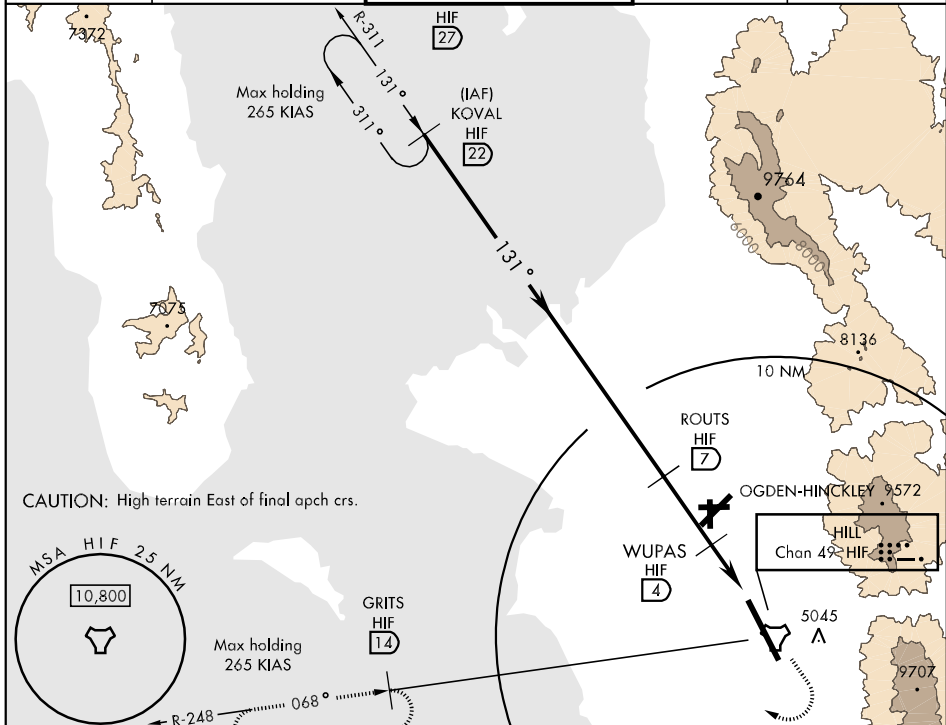 7372
R-311
HIF
27
131°
Max holding
265 KIAS
311°
(IAF)
KOVAL
HIF
22
9764
6000
8000
131°
7075
8136
10 NM
ROUTS
HIF
7
CAUTION: High terrain East of final apch crs.
OGDEN-HINCKLEY
9572
HILL
Chan 49 HIF
WUPAS
HIF
4
MSA HIF 25 NM
10,800
GRITS
HIF
14
5045
Max holding
265 KIAS
9707
R-248
068°